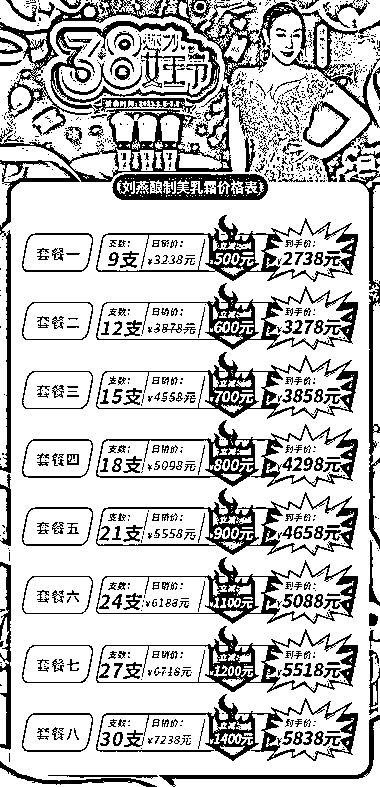 38魅力
女王节
刘燕酿制美乳霜价格表
套餐一 支数: 9支 日销价: ¥3238元 500元 到手价: ¥2738元
套餐二 支数: 12支 日销价: ¥3878元 600元 到手价: ¥3278元
套餐三 支数: 15支 日销价: ¥4558元 700元 到手价: ¥3858元
套餐四 支数: 18支 日销价: ¥5098元 800元 到手价: ¥4298元
套餐五 支数: 21支 日销价: ¥5558元 900元 到手价: ¥4658元
套餐六 支数: 24支 日销价: ¥6188元 1100元 到手价: ¥5088元
套餐七 支数: 27支 日销价: ¥6718元 1200元 到手价: ¥5518元
套餐八 支数: 30支 日销价: ¥7238元 1400元 到手价: ¥5838元